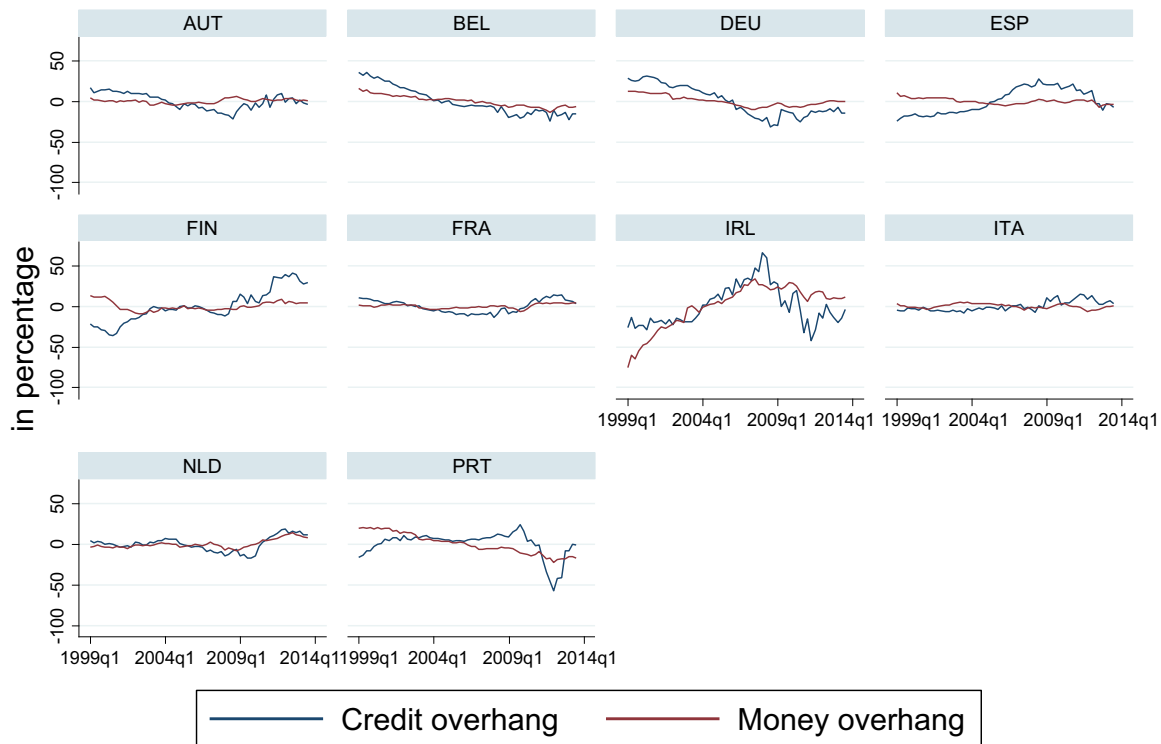 AUT BEL DEU ESP
50
0
-50
-100
FIN FRA IRL ITA
50
0
-50
-100
in percentage
1999q1 2004q1 2009q1 2014q1 1999q1 2004q1 2009q1 2014q1
NLD PRT
50
0
-50
-100
1999q1 2004q1 2009q1 2014q1 1999q1 2004q1 2009q1 2014q1
Credit overhang Money overhang